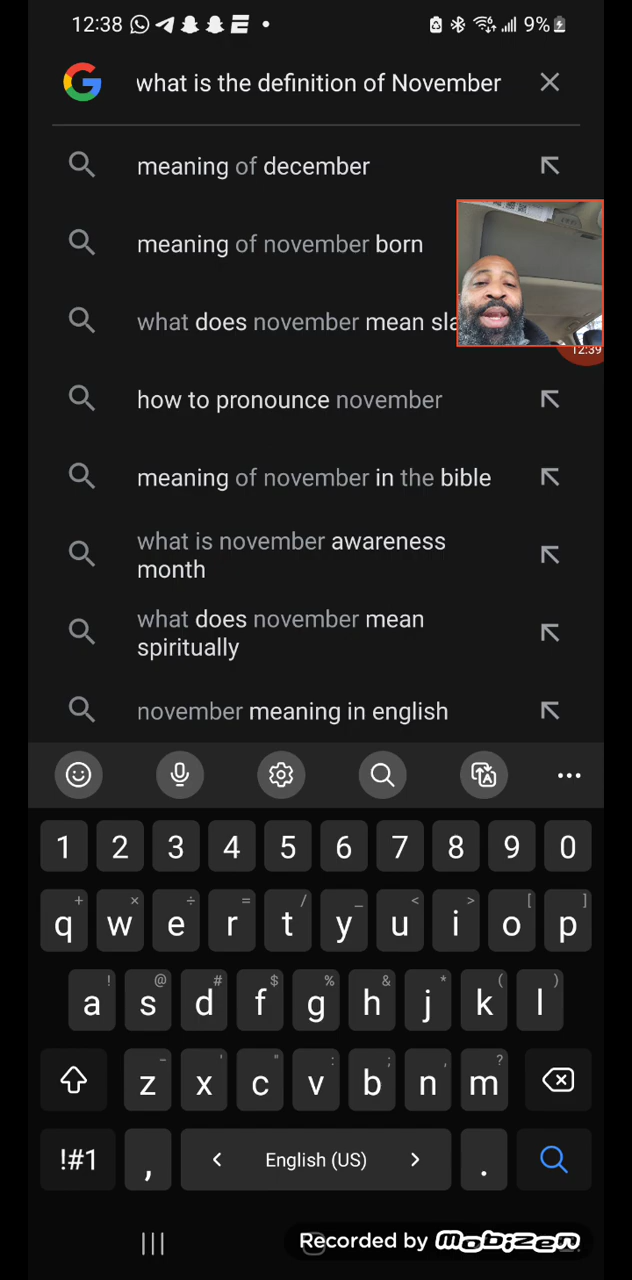 12:38 9%
what is the definition of November
meaning of december
meaning of november born
what does november mean sla
12:39
how to pronounce november
meaning of november in the bible
what is november awareness
month
what does november mean
spiritually
november meaning in english
1 2 3 4 5 6 7 8 9 0
+ × ÷ = / _ < > [ ]
q w e r t y u i o p
! @ # $ % & * ( )
a s d f g h j k l
- ' " : ; , ?
z x c v b n m
!#1 , < English (US) > .
Recorded by mobizen